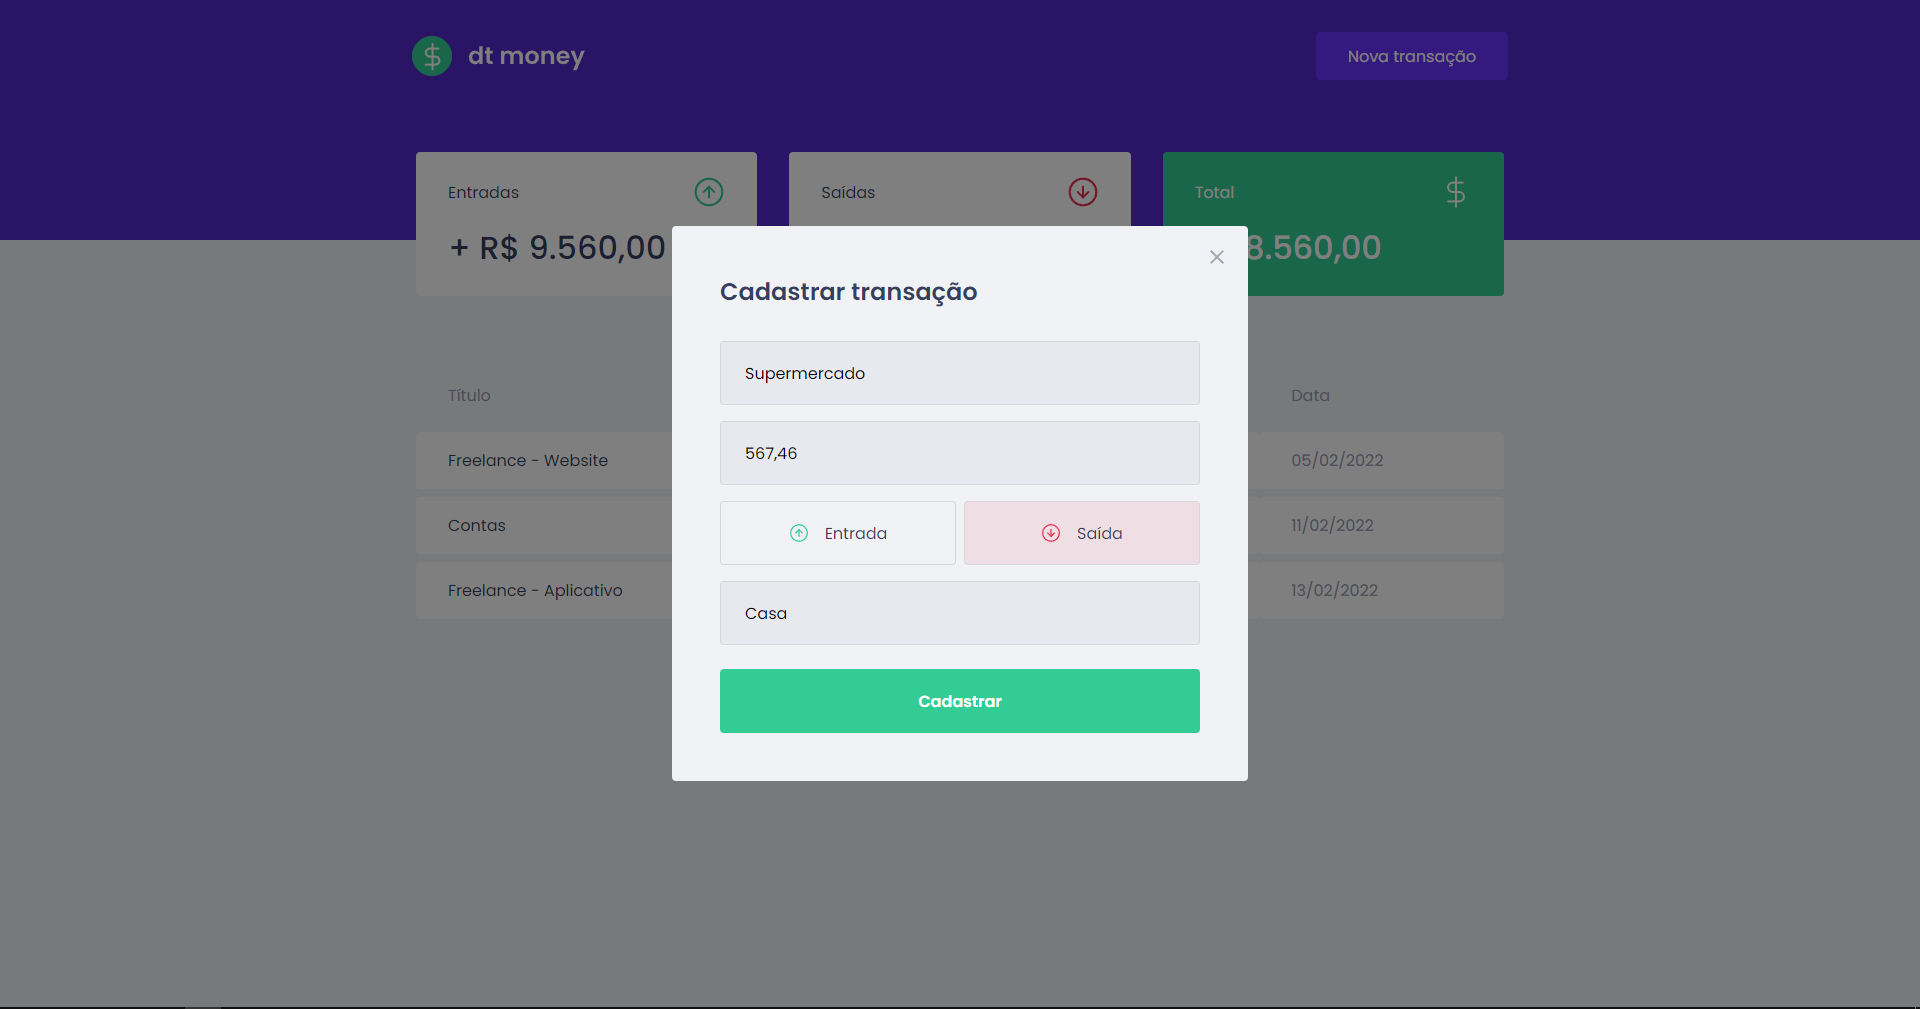 dt money
Nova transação
Entradas
Saídas
Total
+ R$ 9.560,00
8.560,00
Cadastrar transação
Supermercado
567,46
Entrada
Saída
Casa
Cadastrar
Título
Data
Freelance - Website
05/02/2022
Contas
11/02/2022
Freelance - Aplicativo
13/02/2022